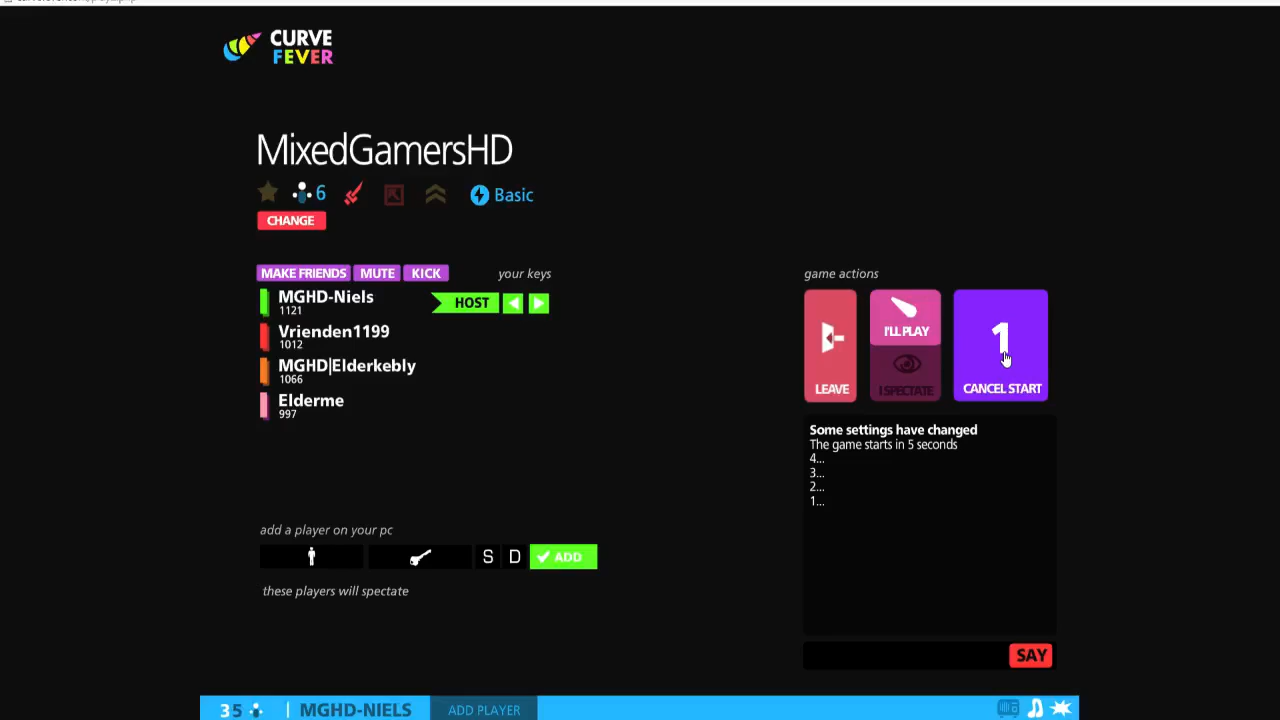 CURVE
FEVER
MixedGamersHD
6
Basic
CHANGE
MAKE FRIENDS MUTE KICK your keys
MGHD-Niels
1121
HOST
Vrienden1199
1012
MGHD|Elderkebly
1066
Elderme
997
add a player on your pc
S D ADD
these players will spectate
game actions
LEAVE
I'LL PLAY
I SPECTATE
1
CANCEL START
Some settings have changed
The game starts in 5 seconds
4...
3...
2...
1...
SAY
35 | MGHD-NIELS ADD PLAYER